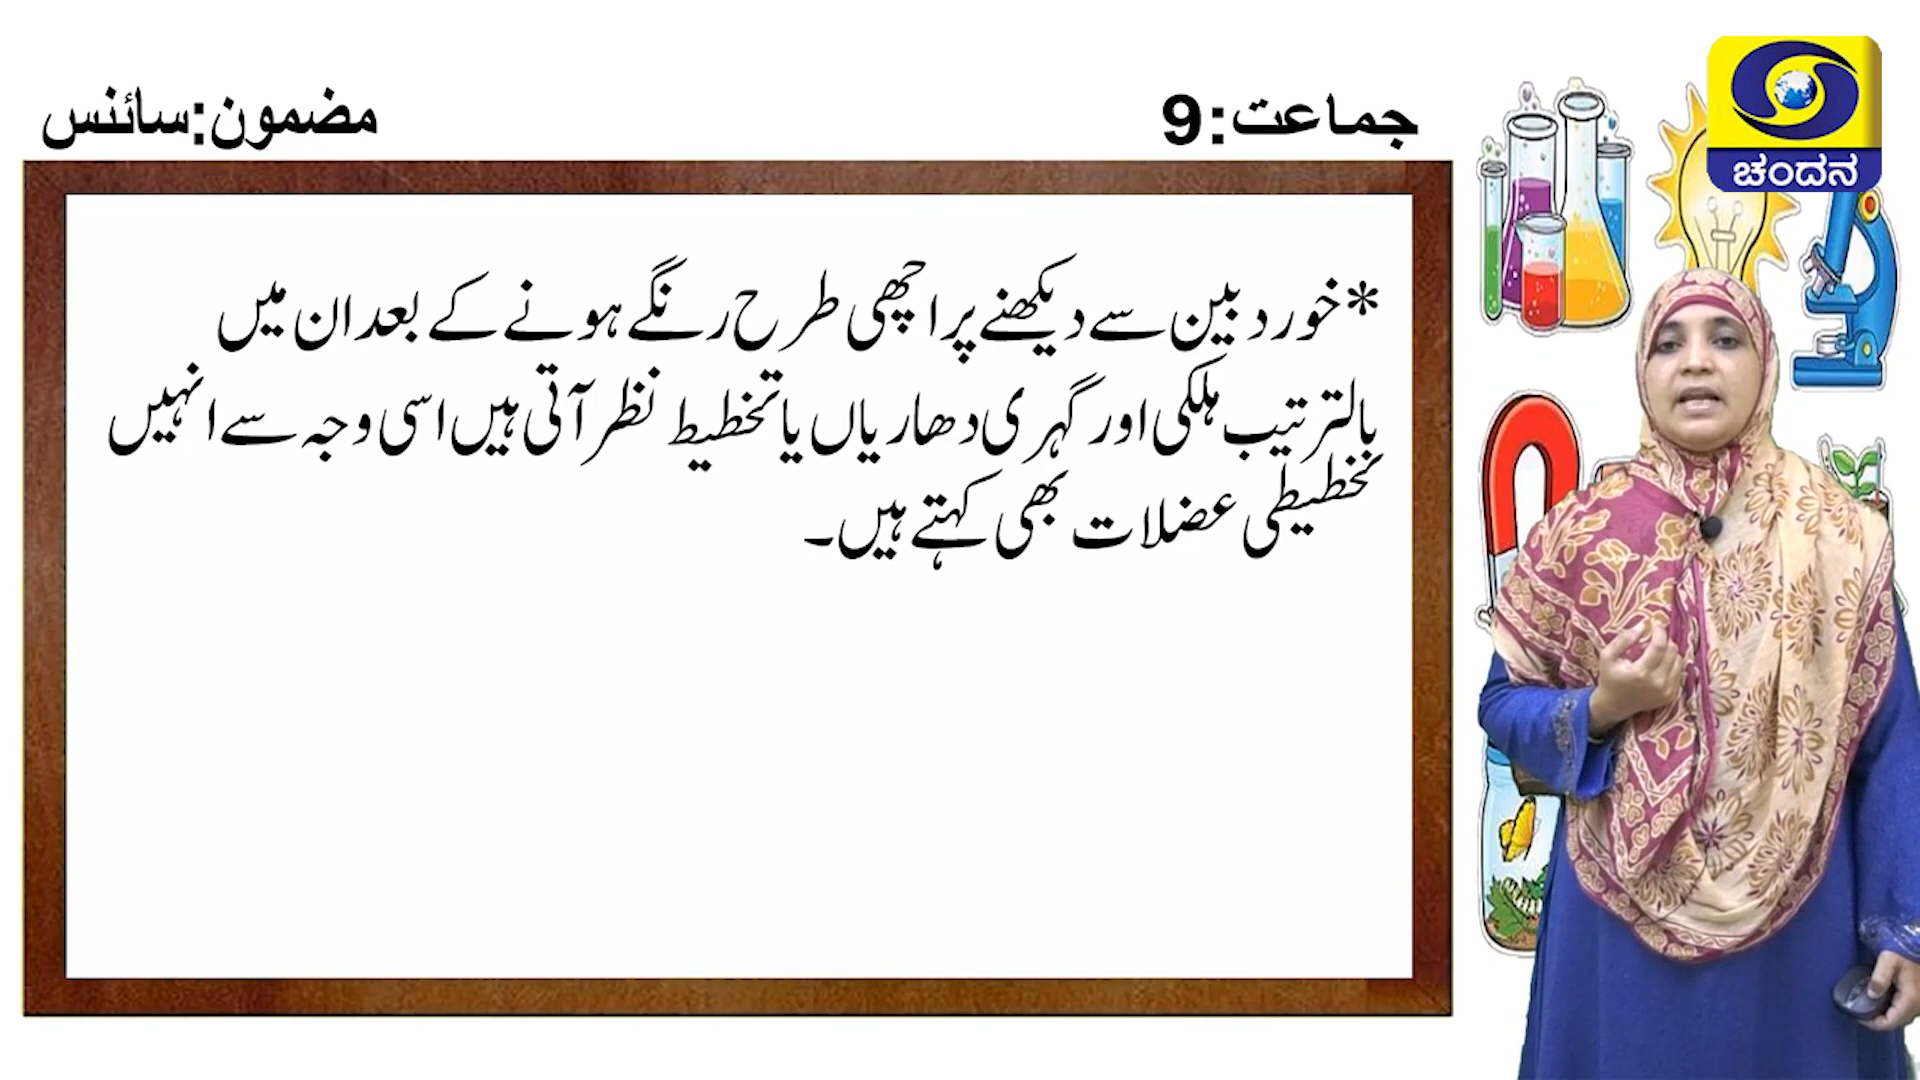 جماعت:9
مضمون:سائنس
ಚಂದನ
*خوردبین سے دیکھنے پر اچھی طرح رنگے ہونے کے بعد ان میں
بالترتیب ہلکی اور گہری دھاریاں یا تخطیط نظر آتی ہیں اسی وجہ سے انہیں
تخطیطی عضلات بھی کہتے ہیں۔